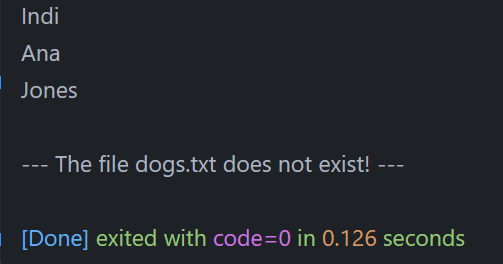 Indi
Ana
Jones
--- The file dogs.txt does not exist! ---
[Done] exited with code=0 in 0.126 seconds